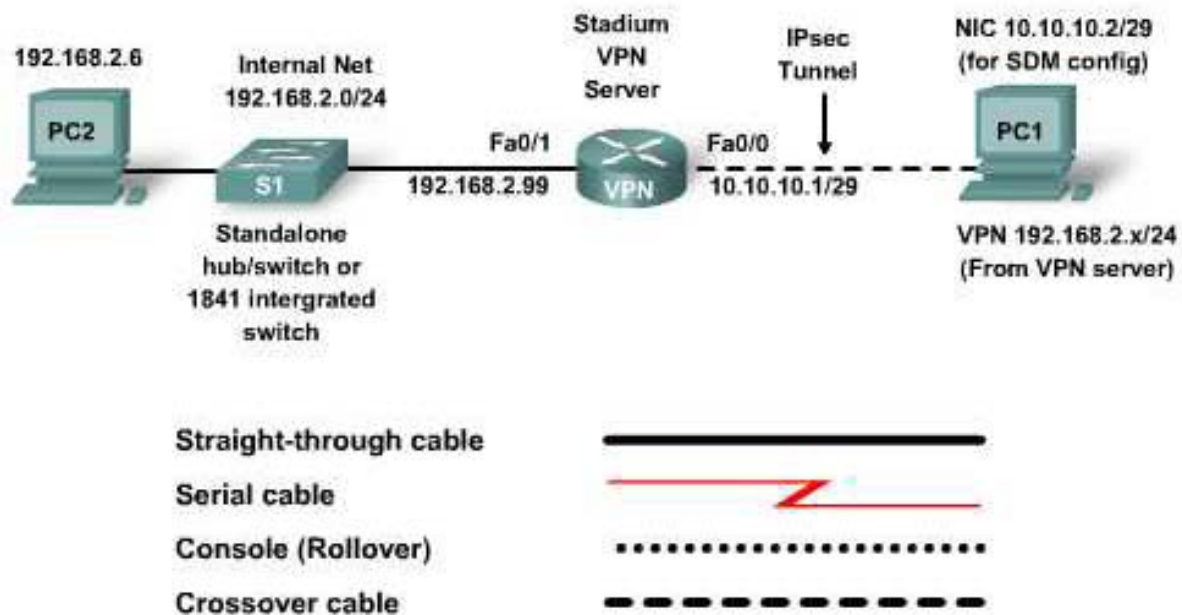 192.168.2.6
PC2
Internal Net
192.168.2.0/24
S1
Standalone
hub/switch or
1841 intergrated
switch
Stadium
VPN
Server
Fa0/1
192.168.2.99
VPN
Fa0/0
10.10.10.1/29
IPsec
Tunnel
NIC 10.10.10.2/29
(for SDM config)
PC1
VPN 192.168.2.x/24
(From VPN server)
Straight-through cable
Serial cable
Console (Rollover)
Crossover cable